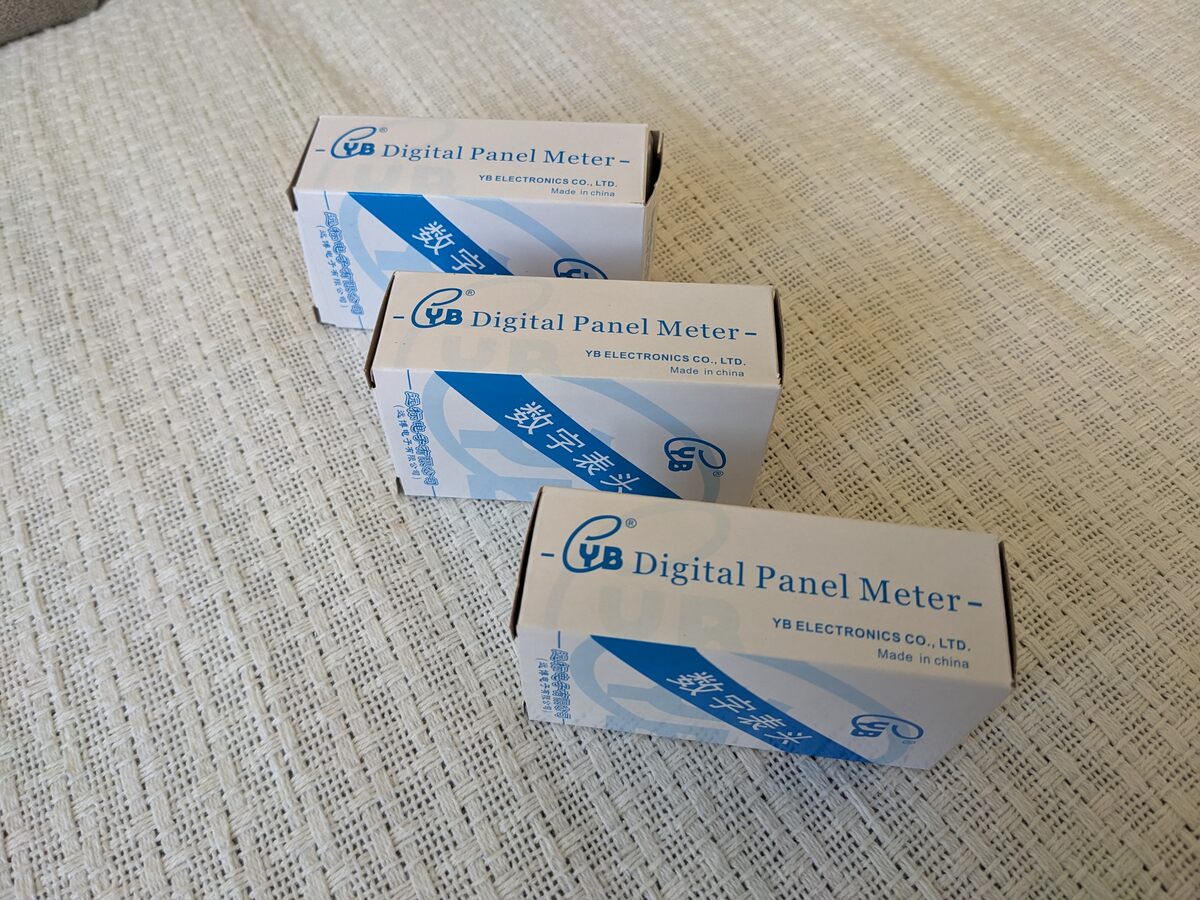 YB® Digital Panel Meter
YB ELECTRONICS CO., LTD.
Made in china
数字
YB
YB® Digital Panel Meter
YB ELECTRONICS CO., LTD.
Made in china
数字表头
YB®
YB® Digital Panel Meter
YB ELECTRONICS CO., LTD.
Made in china
数字表头
YB®